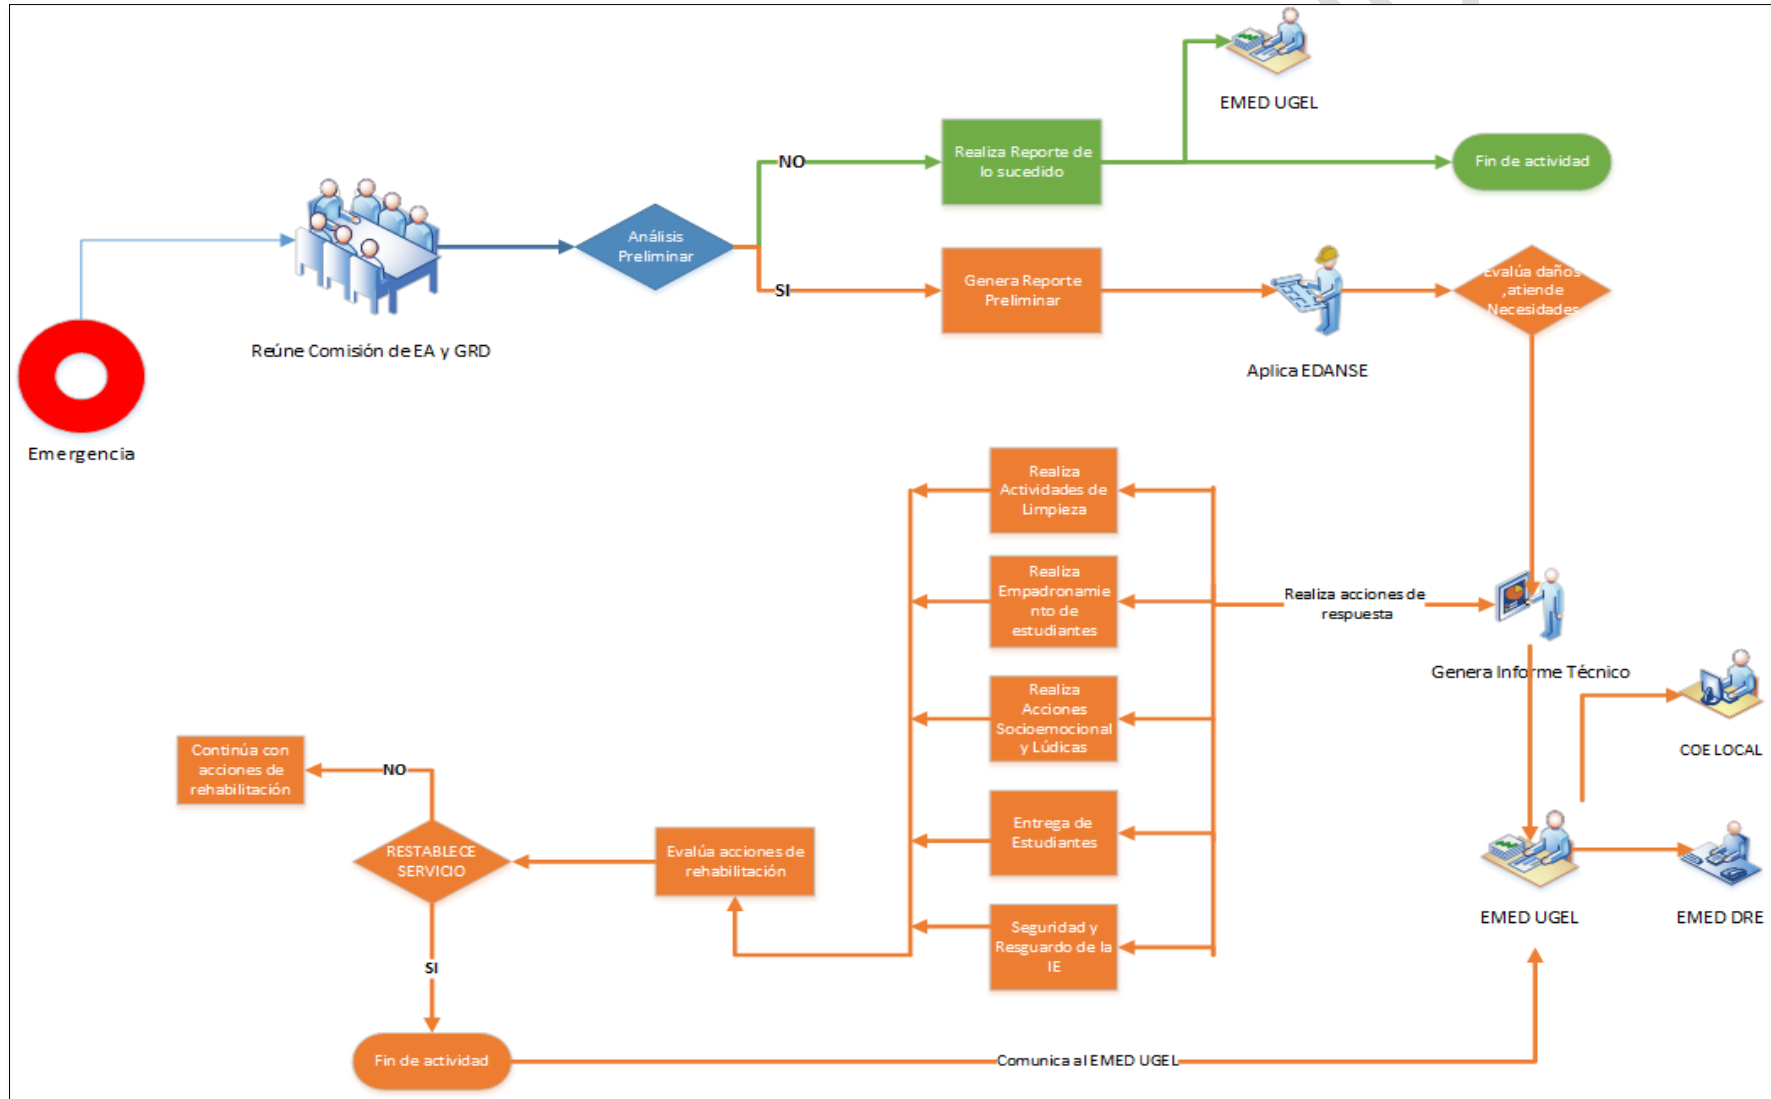 EMED UGEL
Realiza Reporte de
lo sucedido
NO
Fin de actividad
Análisis
Preliminar
Reúne Comisión de EA y GRD
SI
Genera Reporte
Preliminar
Aplica EDANSE
Evalúa daños
,atiende
Necesidades
Emergencia
Realiza
Actividades de
Limpieza
Realiza
Empadronamie
nto de
estudiantes
Realiza acciones de
respuesta
Genera Informe Técnico
Realiza
Acciones
Socioemocional
y Lúdicas
COE LOCAL
Continúa con
acciones de
rehabilitación
NO
Entrega de
Estudiantes
Evalúa acciones de
rehabilitación
RESTABLECE
SERVICIO
EMED UGEL
EMED DRE
Seguridad y
Resguardo de la
IE
SI
Fin de actividad
Comunica al EMED UGEL